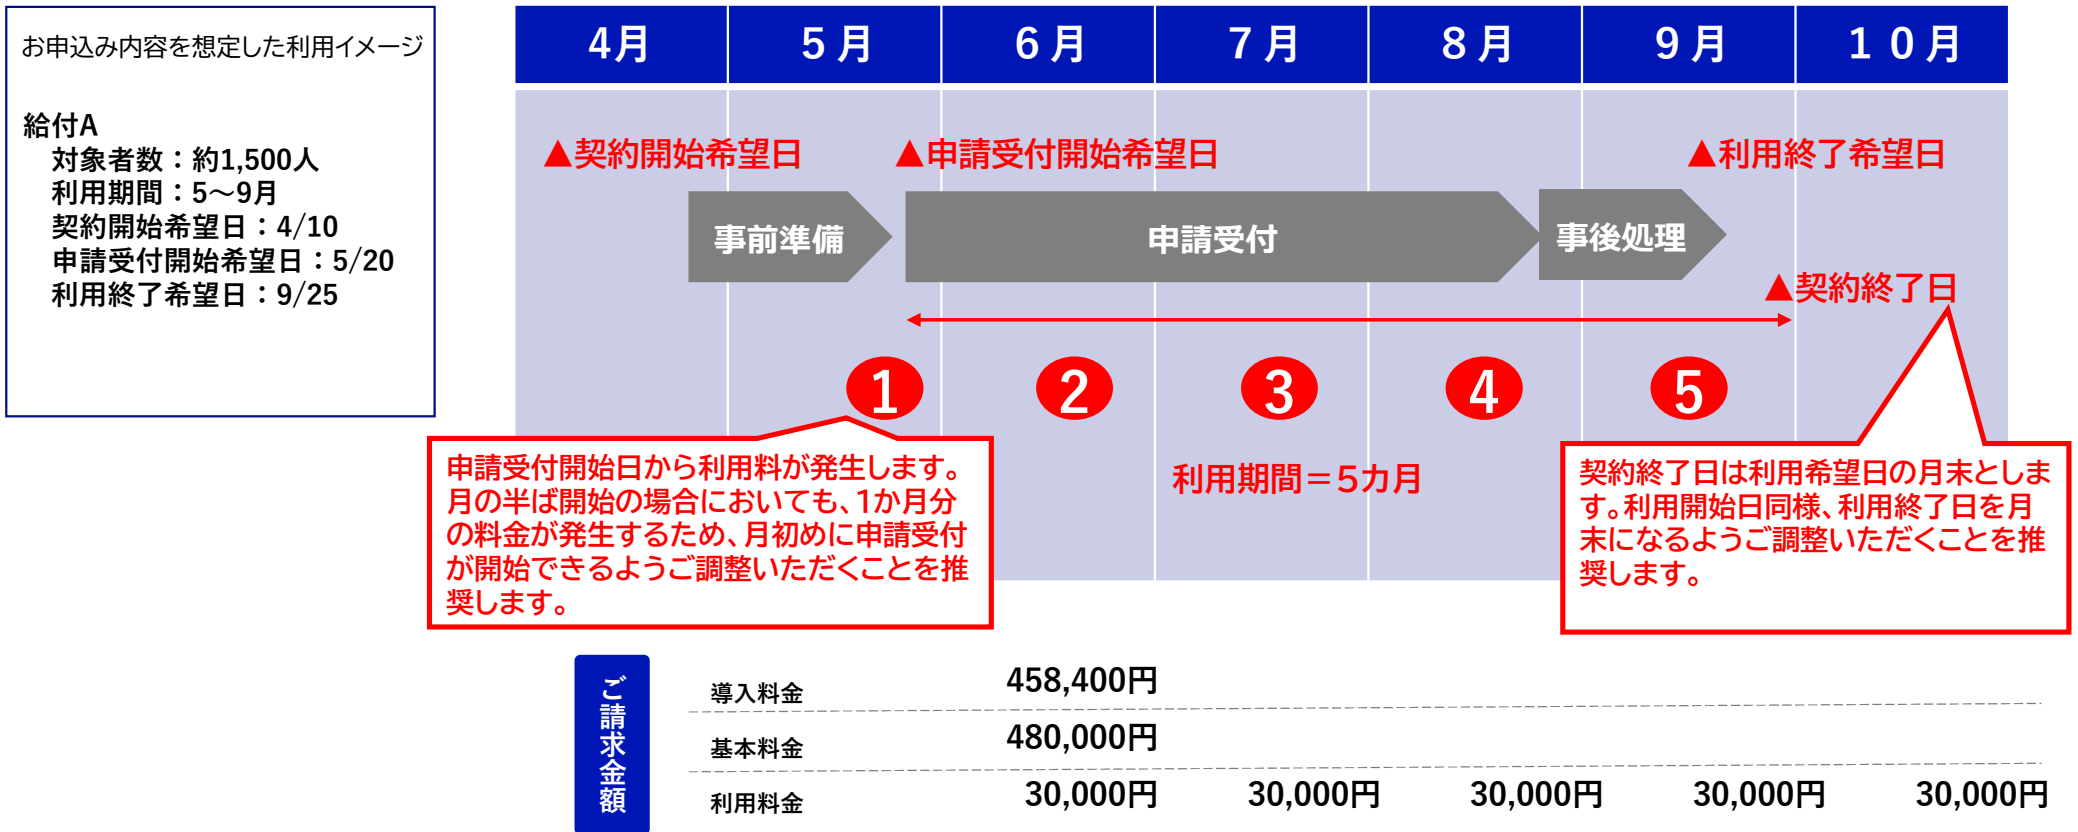 お申込み内容を想定した利用イメージ
給付A
対象者数：約1,500人
利用期間：5～9月
契約開始希望日：4/10
申請受付開始希望日：5/20
利用終了希望日：9/25
4月 5月 6月 7月 8月 9月 10月
▲契約開始希望日 ▲申請受付開始希望日 ▲利用終了希望日
事前準備 申請受付 事後処理
▲契約終了日
1 2 3 4 5
利用期間＝5カ月
申請受付開始日から利用料が発生します。
月の半ば開始の場合においても、1か月分
の料金が発生するため、月初めに申請受付
が開始できるようご調整いただくことを推
奨します。
契約終了日は利用希望日の月末としま
す。利用開始日同様、利用終了日を月
末になるようご調整いただくことを推
奨します。
ご請求金額
導入料金 458,400円
基本料金 480,000円
利用料金 30,000円 30,000円 30,000円 30,000円 30,000円